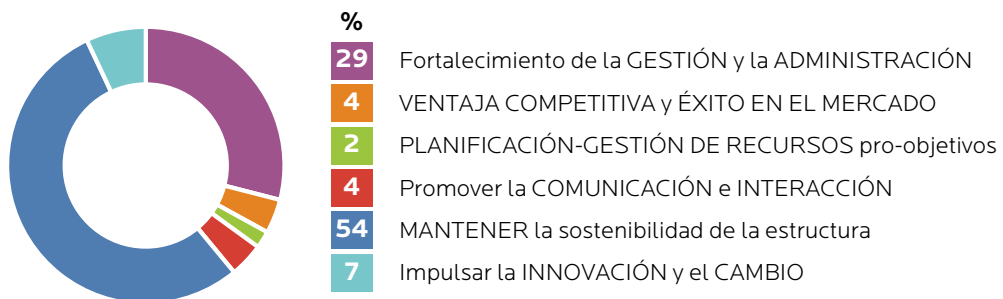 %
29 Fortalecimiento de la GESTIÓN y la ADMINISTRACIÓN
4 VENTAJA COMPETITIVA y ÉXITO EN EL MERCADO
2 PLANIFICACIÓN-GESTIÓN DE RECURSOS pro-objetivos
4 Promover la COMUNICACIÓN e INTERACCIÓN
54 MANTENER la sostenibilidad de la estructura
7 Impulsar la INNOVACIÓN y el CAMBIO